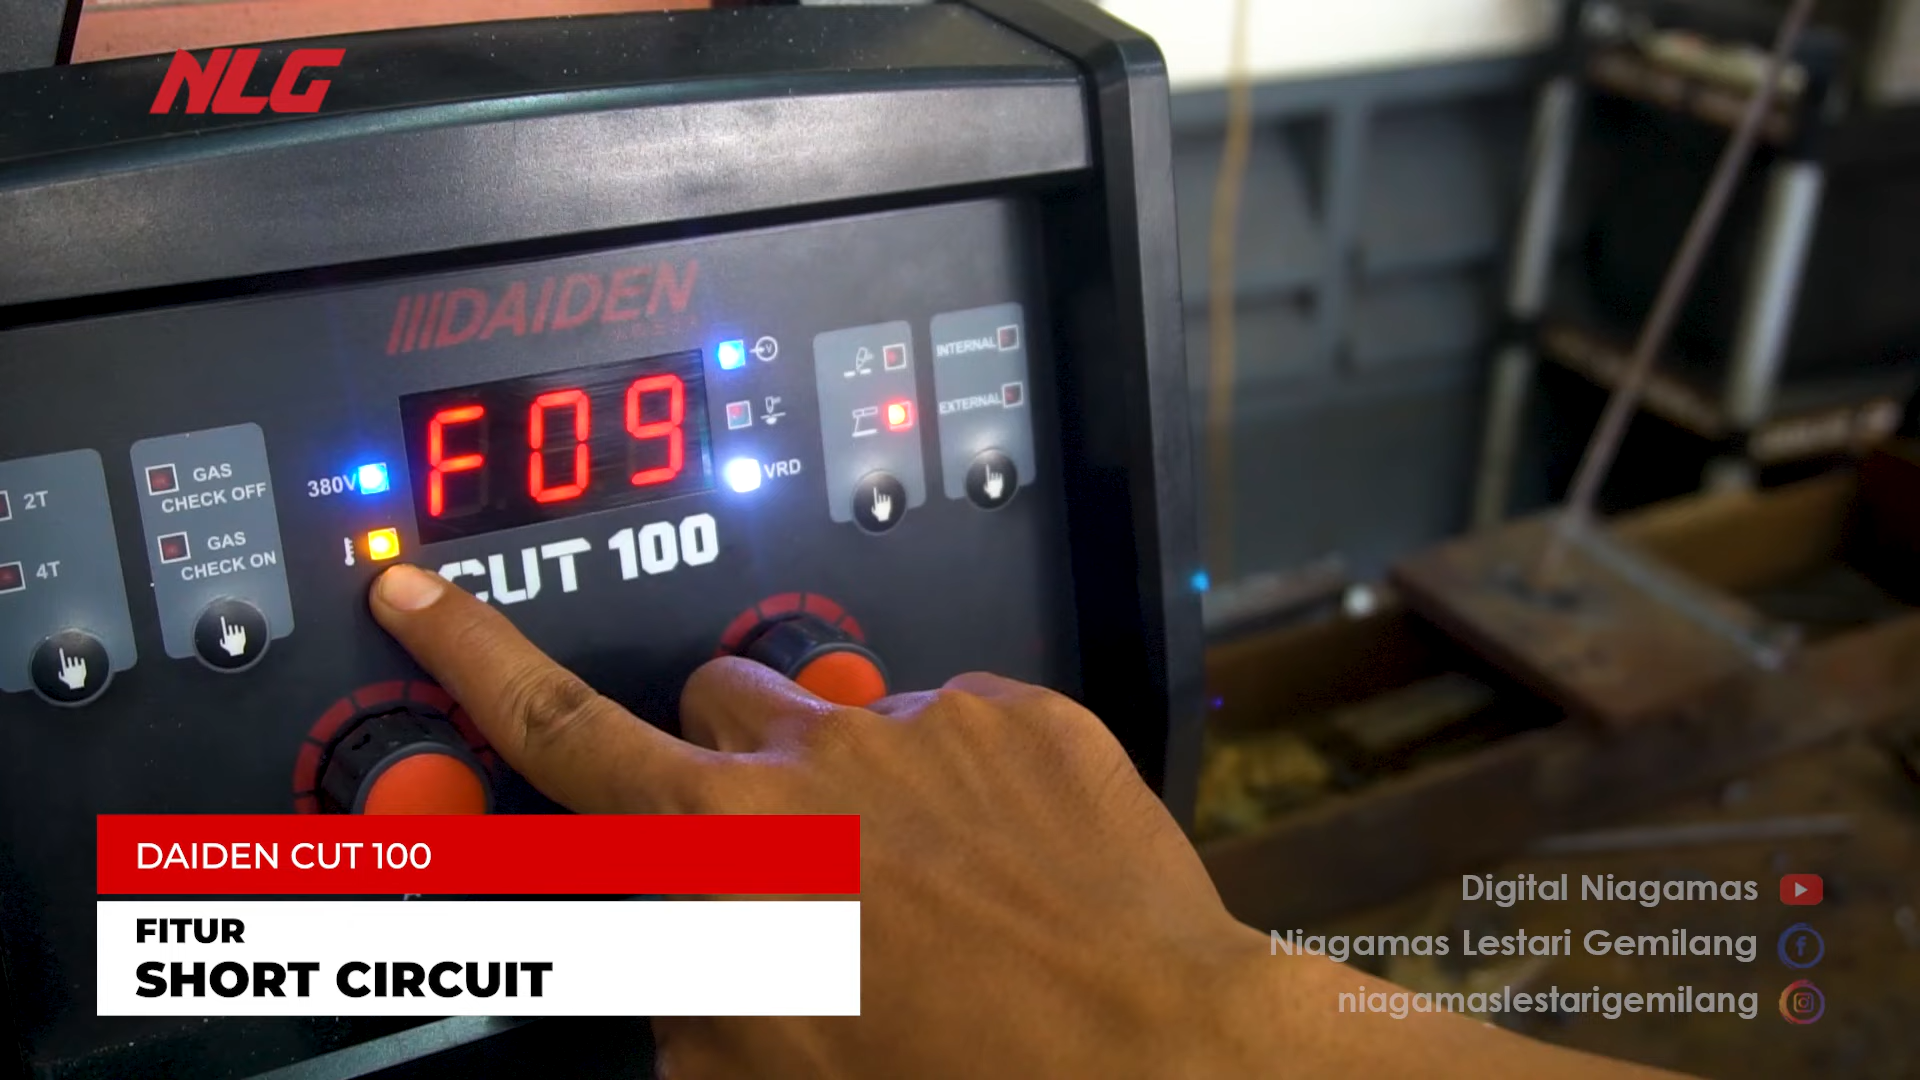 NLG
DAIDEN
F09
380V
VRD
CUT 100
2T
4T
GAS
CHECK OFF
GAS
CHECK ON
INTERNAL
EXTERNAL
DAIDEN CUT 100
FITUR
SHORT CIRCUIT
Digital Niagamas
Niagamas Lestari Gemilang
niagamaslestarigemilang